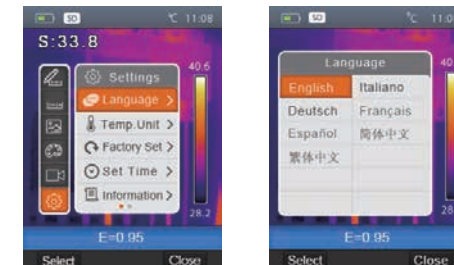 SD
℃ 11:08
S:33.8
40.6
Settings
Language >
Temp.Unit >
Factory Set >
Set Time >
Information >
28.2
E=0.95
Select Close
SD
℃ 11:0
40
Language
English Italiano
Deutsch Français
Español 简体中文
繁体中文
28
E=0.95
Select Close